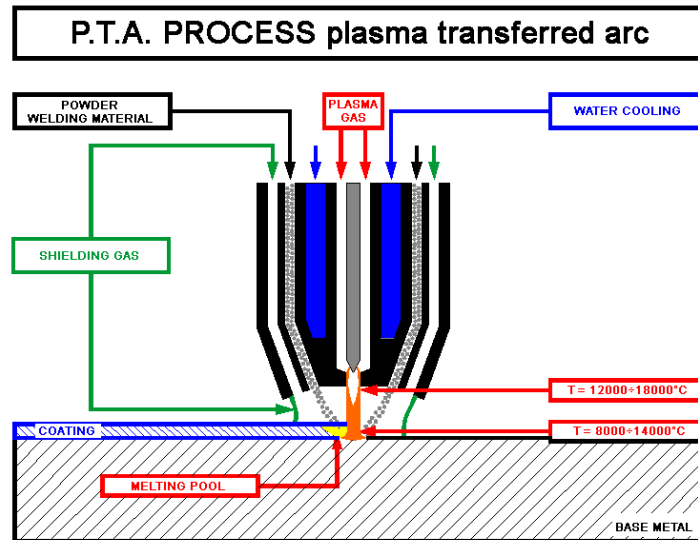 P.T.A. PROCESS plasma transferred arc
POWDER
WELDING MATERIAL
PLASMA
GAS
WATER COOLING
SHIELDING GAS
T = 12000÷18000°C
T = 8000÷14000°C
COATING
MELTING POOL
BASE METAL